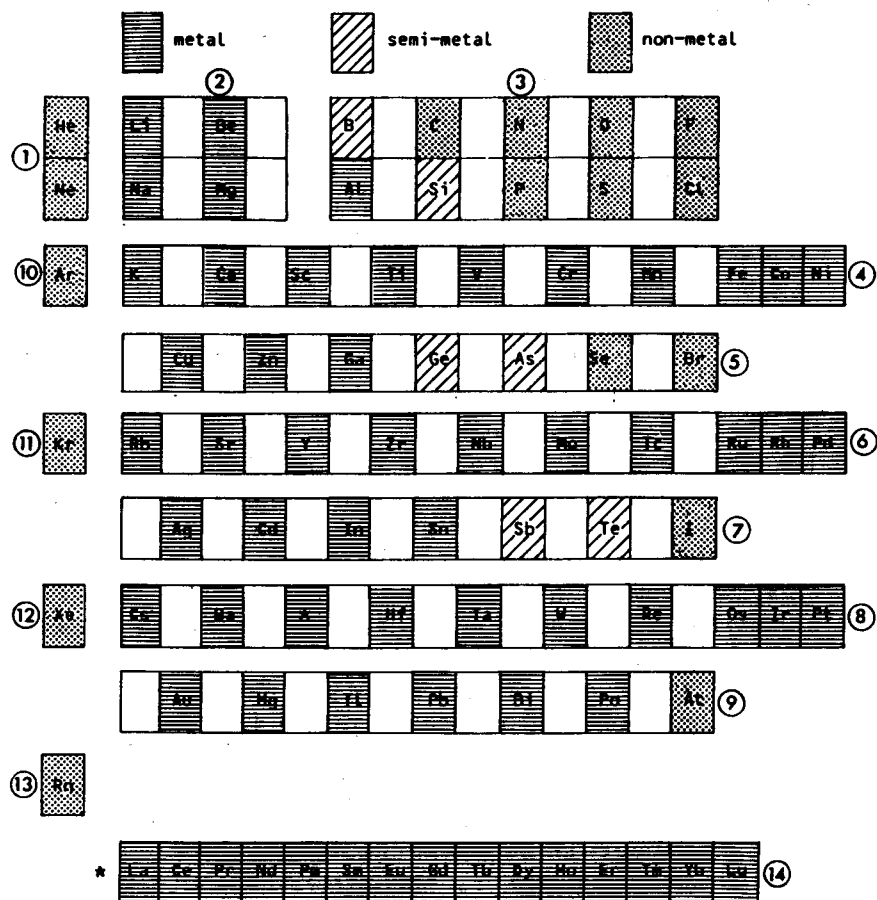 metal semi-metal non-metal
② ③
He Li Be B C N O F
①
Ne Na Mg Al Si P S Cl
⑩ Ar K Ca Sc Ti V Cr Mn Fe Co Ni ④
Cu Zn Ga Ge As Se Br ⑤
⑪ Kr Rb Sr Y Zr Nb Mo Tc Ru Rh Pd ⑥
Ag Cd In Sn Sb Te I ⑦
⑫ Xe Cs Ba * Hf Ta W Re Os Ir Pt ⑧
Au Hg Tl Pb Bi Po At ⑨
⑬ Rn
* La Ce Pr Nd Pm Sm Eu Gd Tb Dy Ho Er Tm Yb Lu ⑭